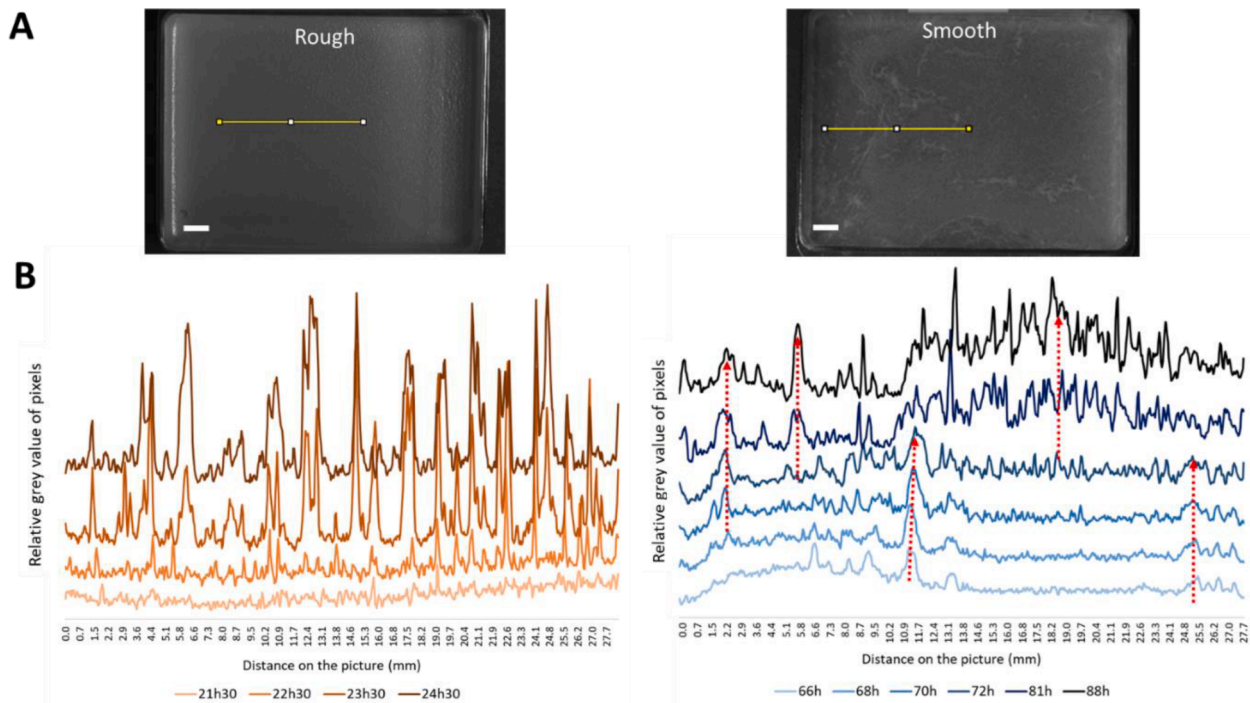 A
Rough
Smooth
B
Relative grey value of pixels
0.0 0.7 1.5 2.2 2.9 3.6 4.4 5.1 5.8 6.6 7.3 8.0 8.7 9.5 10.2 10.9 11.7 12.4 13.1 13.8 14.6 15.3 16.0 16.8 17.5 18.2 19.0 19.7 20.4 21.1 21.9 22.6 23.3 24.1 24.8 25.5 26.2 27.0 27.7
Distance on the picture (mm)
21h30 22h30 23h30 24h30
Relative grey value of pixels
0.0 0.7 1.5 2.2 2.9 3.6 4.4 5.1 5.8 6.6 7.3 8.0 8.7 9.5 10.2 10.9 11.7 12.4 13.1 13.8 14.6 15.3 16.0 16.8 17.5 18.2 19.0 19.7 20.4 21.1 21.9 22.6 23.3 24.1 24.8 25.5 26.2 27.0 27.7
Distance on the picture (mm)
66h 68h 70h 72h 81h 88h